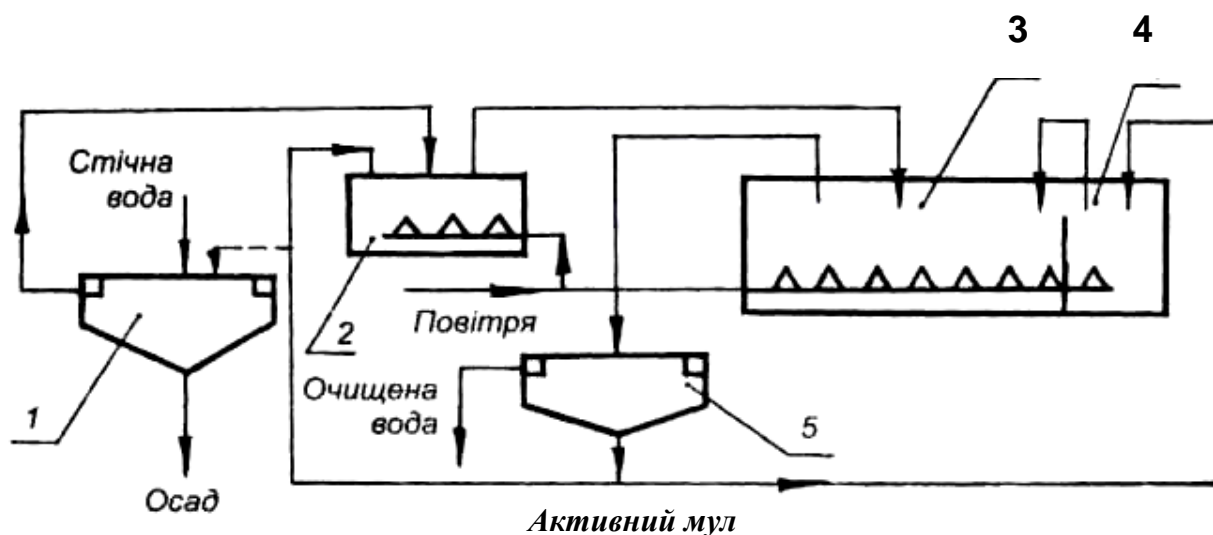 3
4
Стічна
вода
Повітря
2
Очищена
вода
1
5
Осад
Активний мул